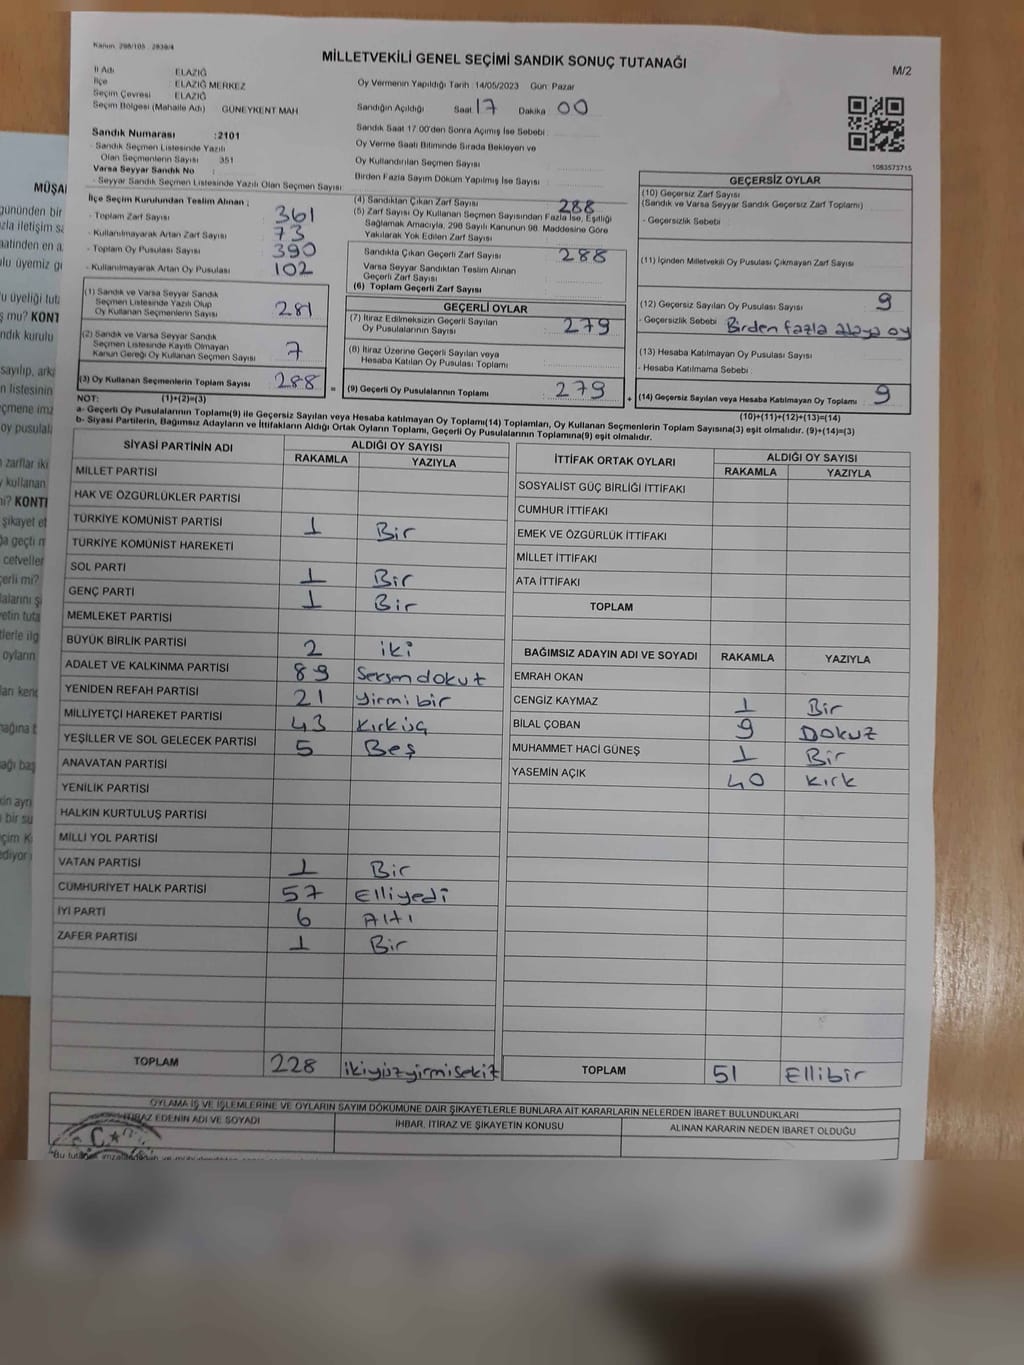 Kanun: 298/105 . 2839/4
MİLLETVEKİLİ GENEL SEÇİMİ SANDIK SONUÇ TUTANAĞI
M/2
İl Adı : ELAZIĞ
İlçe : ELAZIĞ MERKEZ
Seçim Çevresi : ELAZIĞ
Seçim Bölgesi (Mahalle Adı) : GÜNEYKENT MAH
Oy Vermenin Yapıldığı Tarih : 14/05/2023 Gün: Pazar
Sandığın Açıldığı Saat 17 Dakika 00
Sandık Saat 17.00'den Sonra Açılmış İse Sebebi :
Oy Verme Saati Bitiminde Sırada Bekleyen ve
Oy Kullandırılan Seçmen Sayısı :
Birden Fazla Sayım Döküm Yapılmış İse Sayısı :
1083573715
Sandık Numarası :2101
- Sandık Seçmen Listesinde Yazılı
Olan Seçmenlerin Sayısı : 351
Varsa Seyyar Sandık No :
- Seyyar Sandık Seçmen Listesinde Yazılı Olan Seçmen Sayısı :
İlçe Seçim Kurulundan Teslim Alınan ;
- Toplam Zarf Sayısı : 361
- Kullanılmayarak Artan Zarf Sayısı : 73
- Toplam Oy Pusulası Sayısı : 390
- Kullanılmayarak Artan Oy Pusulası : 102
(1) Sandık ve Varsa Seyyar Sandık
Seçmen Listesinde Yazılı Olup
Oy Kullanan Seçmenlerin Sayısı : 281
(2) Sandık ve Varsa Seyyar Sandık
Seçmen Listesinde Kayıtlı Olmayan
Kanun Gereği Oy Kullanan Seçmen Sayısı : 7
(3) Oy Kullanan Seçmenlerin Toplam Sayısı : 288
(4) Sandıktan Çıkan Zarf Sayısı : 288
(5) Zarf Sayısı Oy Kullanan Seçmen Sayısından Fazla İse, Eşitliği
Sağlamak Amacıyla, 298 Sayılı Kanunun 98. Maddesine Göre
Yakılarak Yok Edilen Zarf Sayısı :
Sandıkta Çıkan Geçerli Zarf Sayısı : 288
Varsa Seyyar Sandıktan Teslim Alınan
Geçerli Zarf Sayısı :
(6) Toplam Geçerli Zarf Sayısı :
GEÇERLİ OYLAR
(7) İtiraz Edilmeksizin Geçerli Sayılan
Oy Pusulalarının Sayısı : 279
(8) İtiraz Üzerine Geçerli Sayılan veya
Hesaba Katılan Oy Pusulası Toplamı :
= (9) Geçerli Oy Pusulalarının Toplamı : 279
GEÇERSİZ OYLAR
(10) Geçersiz Zarf Sayısı
(Sandık ve Varsa Seyyar Sandık Geçersiz Zarf Toplamı) :
- Geçersizlik Sebebi :
(11) İçinden Milletvekili Oy Pusulası Çıkmayan Zarf Sayısı :
(12) Geçersiz Sayılan Oy Pusulası Sayısı : 9
- Geçersizlik Sebebi : Birden fazla alaya oy
(13) Hesaba Katılmayan Oy Pusulası Sayısı :
- Hesaba Katılmama Sebebi :
+ (14) Geçersiz Sayılan veya Hesaba Katılmayan Oy Toplamı : 9
NOT: (1)+(2)=(3)
(10)+(11)+(12)+(13)=(14)
a- Geçerli Oy Pusulalarının Toplamı(9) ile Geçersiz Sayılan veya Hesaba katılmayan Oy Toplamı(14) Toplamları, Oy Kullanan Seçmenlerin Toplam Sayısına(3) eşit olmalıdır. (9)+(14)=(3)
b- Siyasi Partilerin, Bağımsız Adayların ve İttifakların Aldığı Ortak Oyların Toplamı, Geçerli Oy Pusulalarının Toplamına(9) eşit olmalıdır.
SİYASİ PARTİNİN ADI
ALDIĞI OY SAYISI
RAKAMLA YAZIYLA
MİLLET PARTİSİ
HAK VE ÖZGÜRLÜKLER PARTİSİ
TÜRKİYE KOMÜNİST PARTİSİ 1 Bir
TÜRKİYE KOMÜNİST HAREKETİ
SOL PARTİ 1 Bir
GENÇ PARTİ 1 Bir
MEMLEKET PARTİSİ
BÜYÜK BİRLİK PARTİSİ 2 iki
ADALET VE KALKINMA PARTİSİ 89 Seksendokuz
YENİDEN REFAH PARTİSİ 21 yirmibir
MİLLİYETÇİ HAREKET PARTİSİ 43 Kırküç
YEŞİLLER VE SOL GELECEK PARTİSİ 5 Beş
ANAVATAN PARTİSİ
YENİLİK PARTİSİ
HALKIN KURTULUŞ PARTİSİ
MİLLİ YOL PARTİSİ
VATAN PARTİSİ 1 Bir
CUMHURİYET HALK PARTİSİ 57 Elliyedi
İYİ PARTİ 6 Altı
ZAFER PARTİSİ 1 Bir
TOPLAM 228 ikiyüzyirmisekiz
İTTİFAK ORTAK OYLARI
ALDIĞI OY SAYISI
RAKAMLA YAZIYLA
SOSYALİST GÜÇ BİRLİĞİ İTTİFAKI
CUMHUR İTTİFAKI
EMEK VE ÖZGÜRLÜK İTTİFAKI
MİLLET İTTİFAKI
ATA İTTİFAKI
TOPLAM
BAĞIMSIZ ADAYIN ADI VE SOYADI RAKAMLA YAZIYLA
EMRAH OKAN
CENGİZ KAYMAZ 1 Bir
BİLAL ÇOBAN 9 Dokuz
MUHAMMET HACİ GÜNEŞ 1 Bir
YASEMİN AÇIK 40 Kırk
TOPLAM 51 Ellibir
OYLAMA İŞ VE İŞLEMLERİNE VE OYLARIN SAYIM DÖKÜMÜNE DAİR ŞİKAYETLERLE BUNLARA AİT KARARLARIN NELERDEN İBARET BULUNDUKLARI
İTİRAZ EDENİN ADI VE SOYADI
İHBAR, İTİRAZ VE ŞİKAYETİN KONUSU
ALINAN KARARIN NEDEN İBARET OLDUĞU